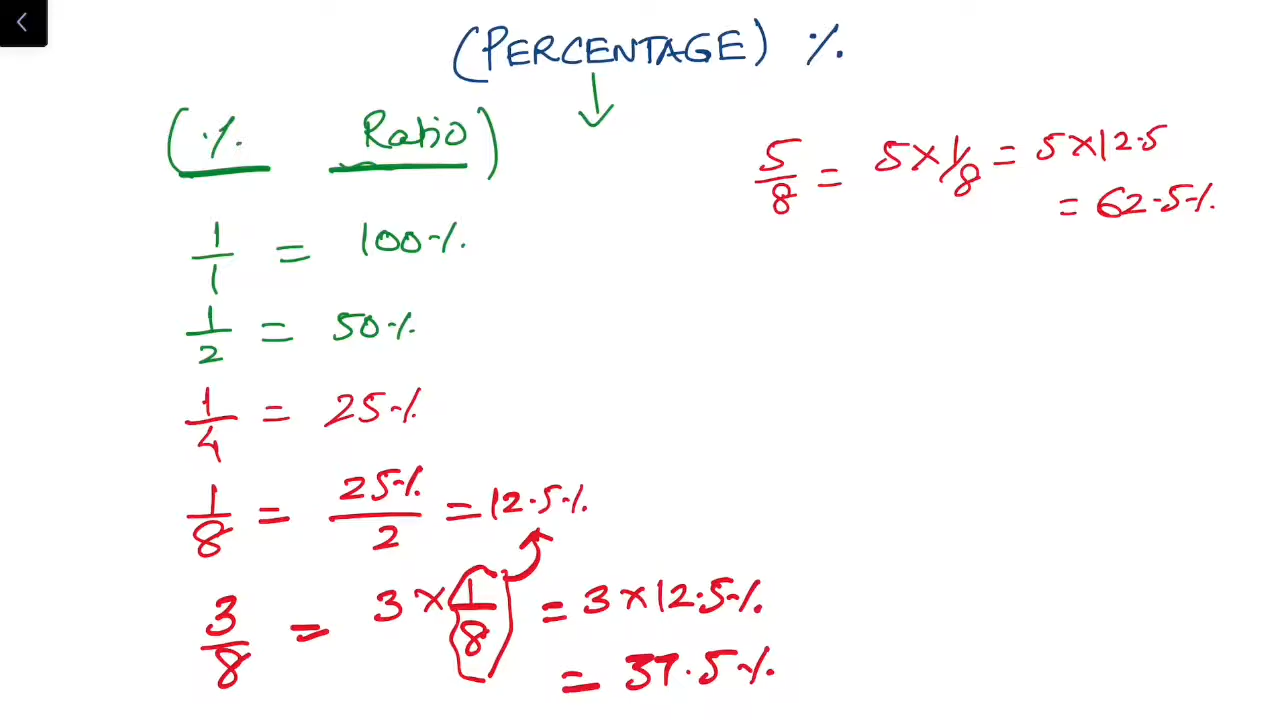 (PERCENTAGE) %
(% Ratio)
1/1 = 100%
1/2 = 50%
1/4 = 25%
1/8 = 25%/2 = 12.5%
3/8 = 3 × 1/8 = 3 × 12.5%
= 37.5%
5/8 = 5 × 1/8 = 5 × 12.5
= 62.5%